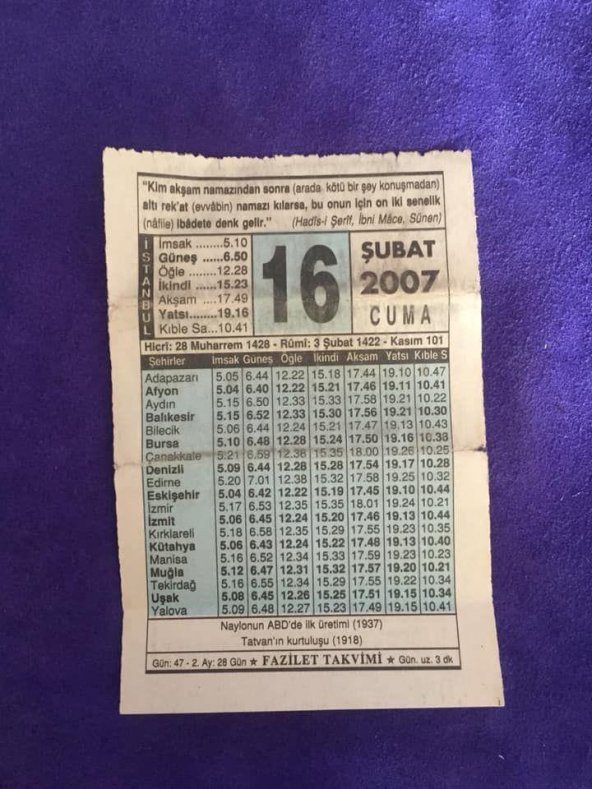 "Kim akşam namazından sonra (arada kötü bir şey konuşmadan)
altı rek'at (evvâbin) namazı kılarsa, bu onun için on iki senelik
(nâfile) ibâdete denk gelir." (Hadîs-i Şerîf, İbni Mâce, Sünen)
İSTANBUL
İmsak ........5.10
Güneş ......6.50
Öğle ........12.28
İkindi .....15.23
Akşam ....17.49
Yatsı.......19.16
Kıble Sa...10.41
16
ŞUBAT
2007
CUMA
Hicrî: 28 Muharrem 1428 - Rûmî: 3 Şubat 1422 - Kasım 101
Şehirler İmsak Güneş Öğle İkindi Akşam Yatsı Kıble S
Adapazarı 5.05 6.44 12.22 15.18 17.44 19.10 10.47
Afyon 5.04 6.40 12.22 15.21 17.46 19.11 10.41
Aydın 5.15 6.50 12.33 15.33 17.58 19.21 10.22
Balıkesir 5.15 6.52 12.33 15.30 17.56 19.21 10.30
Bilecik 5.06 6.44 12.24 15.21 17.47 19.13 10.43
Bursa 5.10 6.48 12.28 15.24 17.50 19.16 10.38
Çanakkale 5.21 6.59 12.38 15.35 18.00 19.26 10.25
Denizli 5.09 6.44 12.28 15.28 17.54 19.17 10.28
Edirne 5.20 7.01 12.38 15.32 17.58 19.25 10.32
Eskişehir 5.04 6.42 12.22 15.19 17.45 19.10 10.44
İzmir 5.17 6.53 12.35 15.35 18.01 19.24 10.21
İzmit 5.06 6.45 12.24 15.20 17.46 19.13 10.44
Kırklareli 5.18 6.58 12.35 15.29 17.55 19.23 10.35
Kütahya 5.06 6.43 12.24 15.22 17.48 19.13 10.40
Manisa 5.16 6.52 12.34 15.33 17.59 19.23 10.23
Muğla 5.12 6.47 12.31 15.32 17.57 19.20 10.21
Tekirdağ 5.16 6.55 12.34 15.29 17.55 19.22 10.34
Uşak 5.08 6.45 12.26 15.25 17.51 19.15 10.34
Yalova 5.09 6.48 12.27 15.23 17.49 19.15 10.41
Naylonun ABD'de ilk üretimi (1937)
Tatvan'ın kurtuluşu (1918)
Gün: 47 - 2. Ay: 28 Gün ★ FAZİLET TAKVİMİ ★ Gün. uz. 3 dk